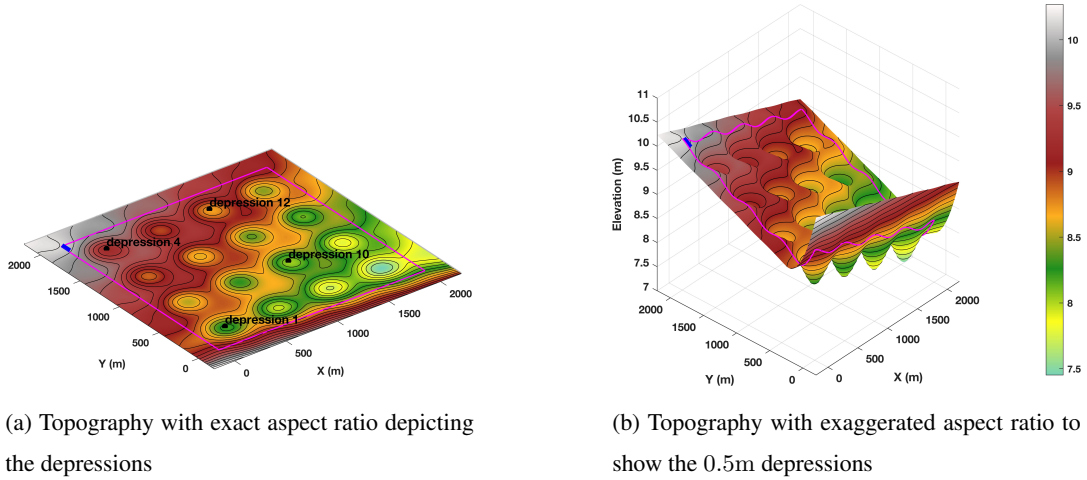 depression 12
depression 4
depression 10
depression 1
2000
1500
1000
500
0
Y (m)
0
500
1000
1500
2000
X (m)
11
10.5
10
9.5
9
8.5
8
7.5
7
Elevation (m)
2000
1500
1000
500
0
Y (m)
0
500
1000
1500
2000
X (m)
10
9.5
9
8.5
8
7.5
(a) Topography with exact aspect ratio depicting
the depressions
(b) Topography with exaggerated aspect ratio to
show the 0.5m depressions